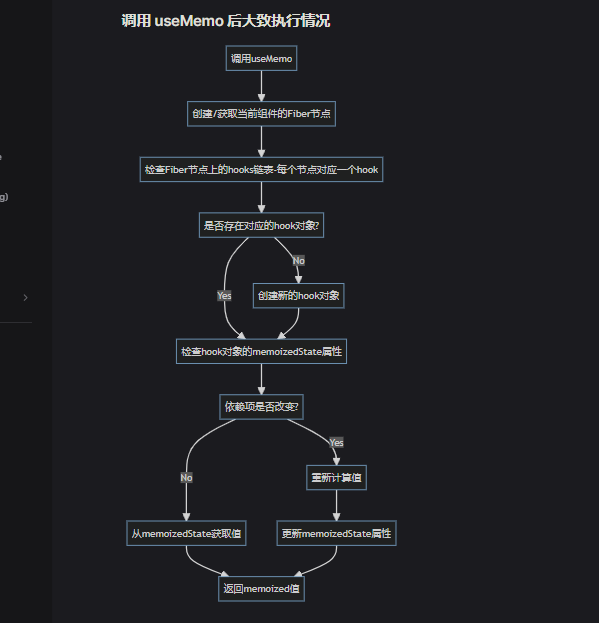 调用 useMemo 后大致执行情况
调用useMemo
创建/获取当前组件的Fiber节点
检查Fiber节点上的hooks链表-每个节点对应一个hook
是否存在对应的hook对象?
No
Yes
创建新的hook对象
检查hook对象的memoizedState属性
依赖项是否改变?
Yes
No
重新计算值
从memoizedState获取值
更新memoizedState属性
返回memoized值
g)